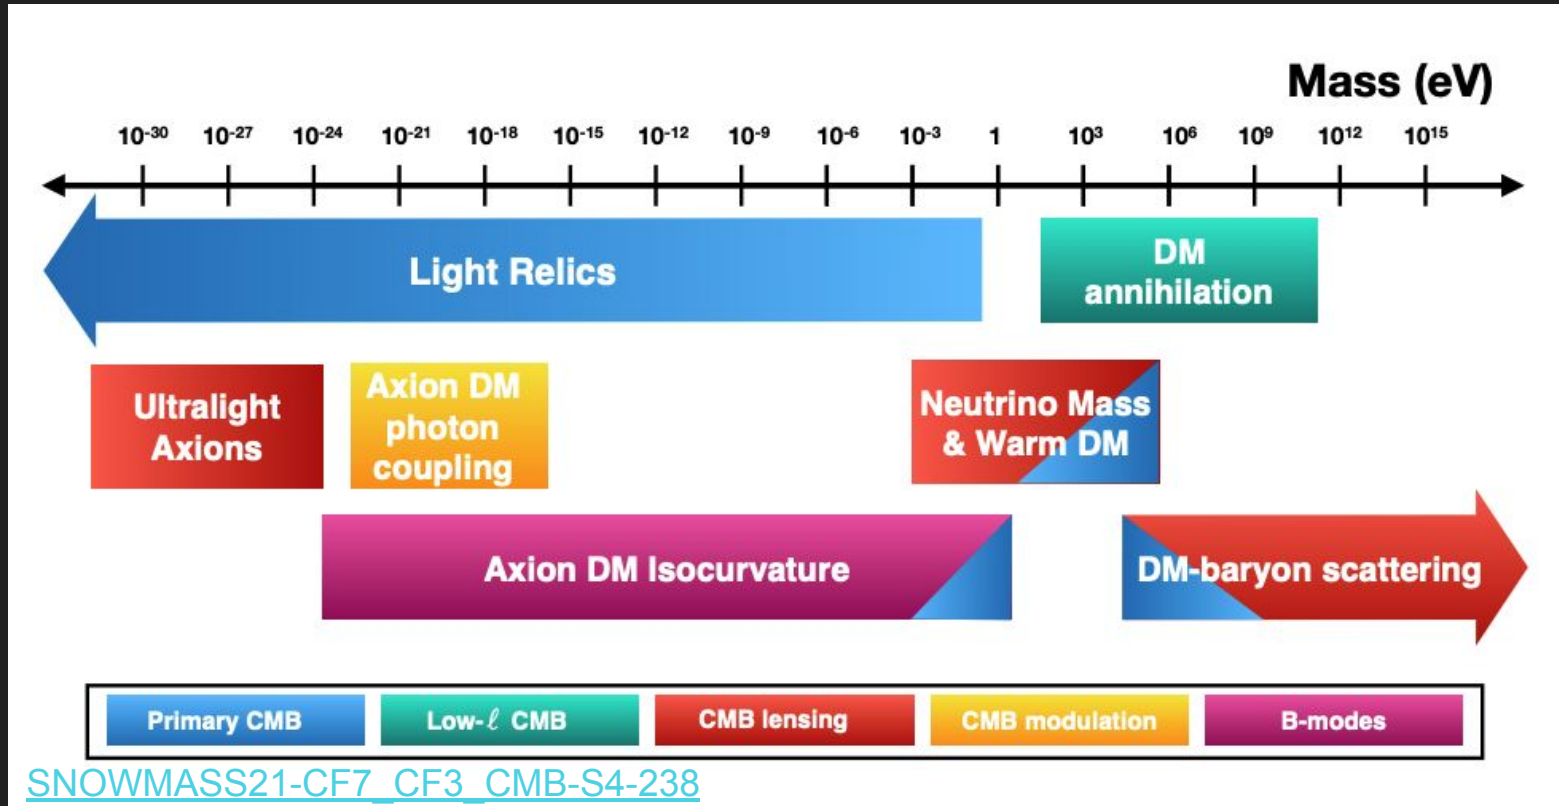 Mass (eV)
10⁻³⁰ 10⁻²⁷ 10⁻²⁴ 10⁻²¹ 10⁻¹⁸ 10⁻¹⁵ 10⁻¹² 10⁻⁹ 10⁻⁶ 10⁻³ 1 10³ 10⁶ 10⁹ 10¹² 10¹⁵
Light Relics
DM
annihilation
Ultralight
Axions
Axion DM
photon
coupling
Neutrino Mass
& Warm DM
Axion DM Isocurvature
DM-baryon scattering
Primary CMB
Low-ℓ CMB
CMB lensing
CMB modulation
B-modes
SNOWMASS21-CF7_CF3_CMB-S4-238